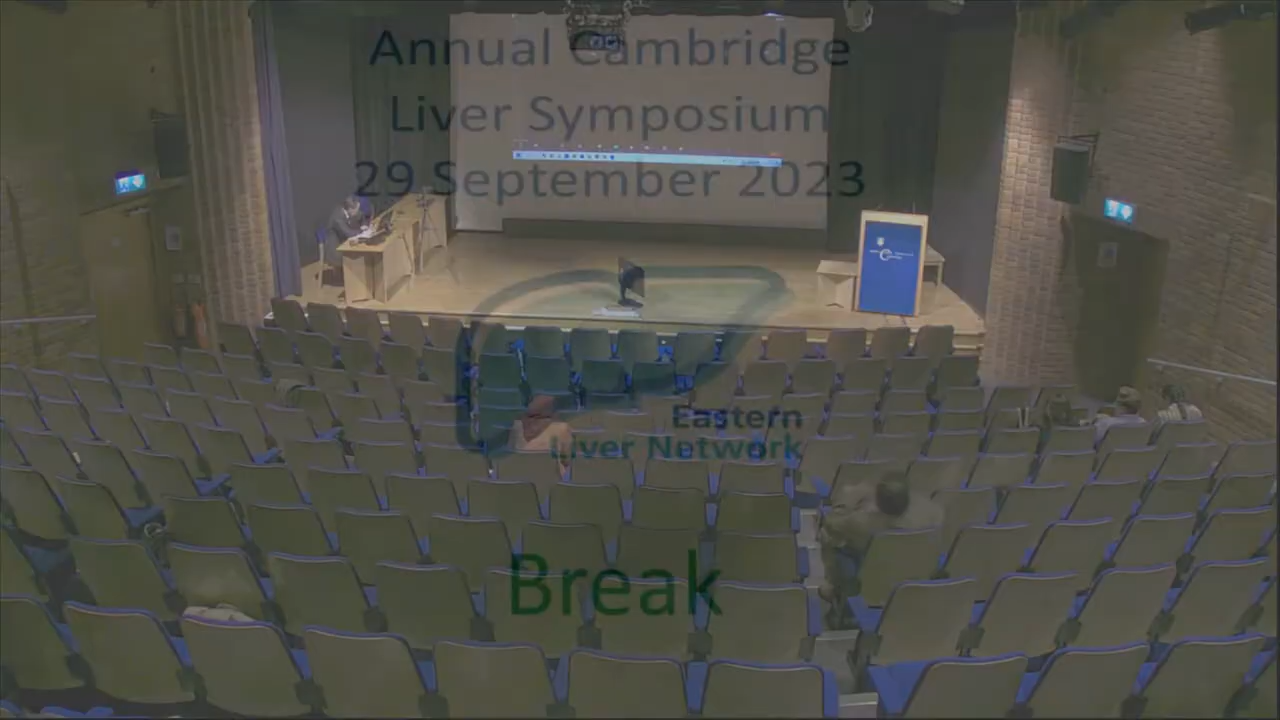 Annual Cambridge
Liver Symposium
29 September 2023
Eastern
Liver Network
Break